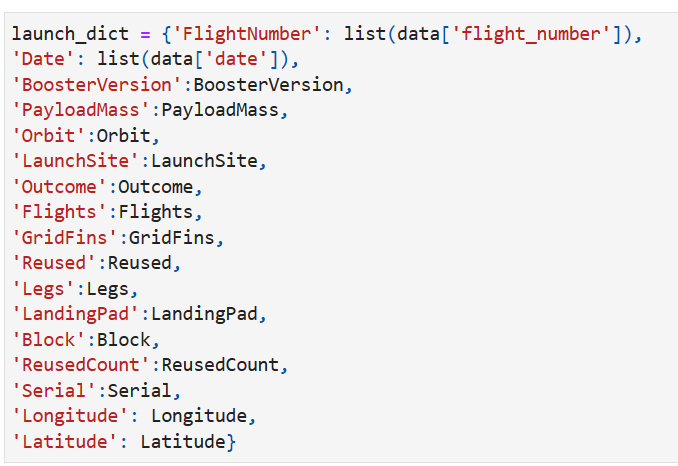 launch_dict = {'FlightNumber': list(data['flight_number']),
'Date': list(data['date']),
'BoosterVersion':BoosterVersion,
'PayloadMass':PayloadMass,
'Orbit':Orbit,
'LaunchSite':LaunchSite,
'Outcome':Outcome,
'Flights':Flights,
'GridFins':GridFins,
'Reused':Reused,
'Legs':Legs,
'LandingPad':LandingPad,
'Block':Block,
'ReusedCount':ReusedCount,
'Serial':Serial,
'Longitude': Longitude,
'Latitude': Latitude}